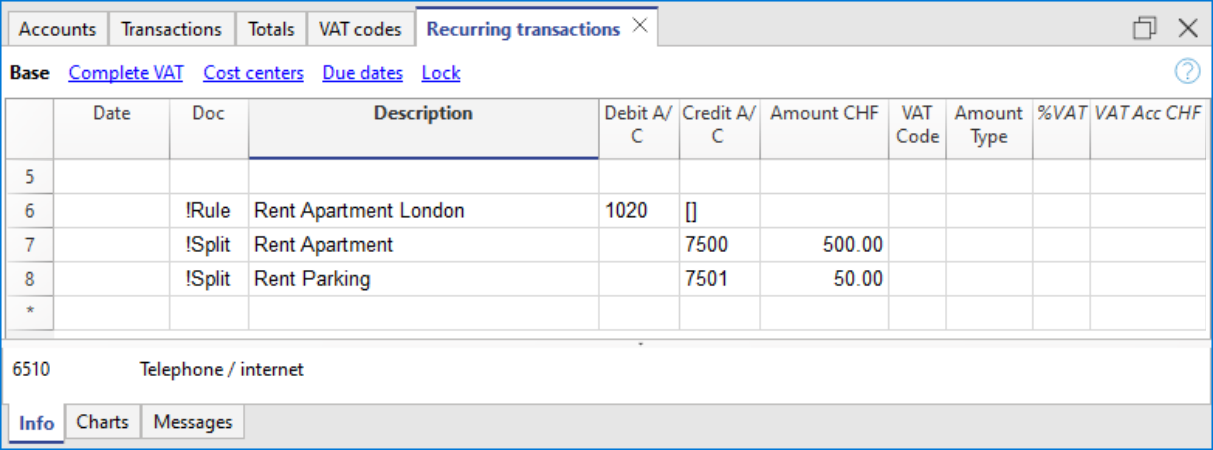 Accounts Transactions Totals VAT codes Recurring transactions
Base Complete VAT Cost centers Due dates Lock ?
Date Doc Description Debit A/ Credit A/ Amount CHF VAT Amount %VAT VAT Acc CHF
C C Code Type
5
6 !Rule Rent Apartment London 1020 []
7 !Split Rent Apartment 7500 500.00
8 !Split Rent Parking 7501 50.00
*
6510 Telephone / internet
Info Charts Messages